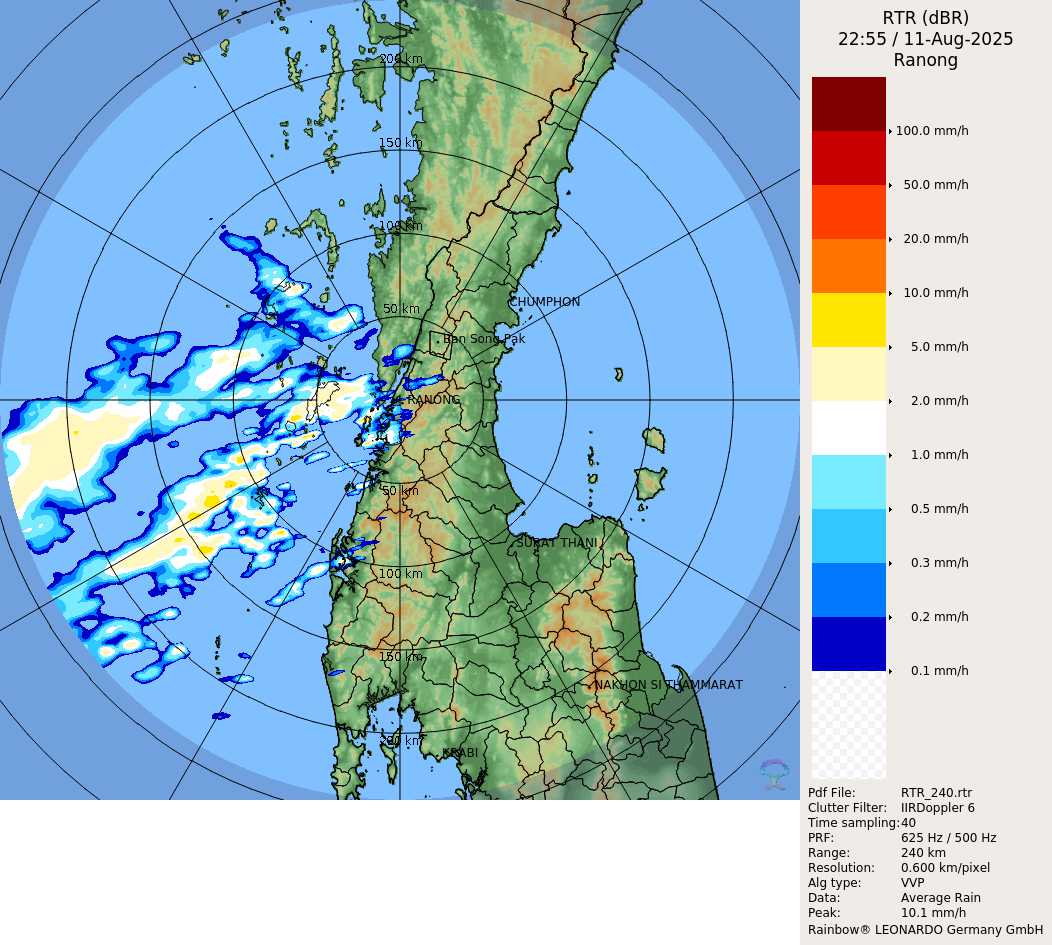 RTR (dBR)
22:55 / 11-Aug-2025
Ranong
100.0 mm/h
50.0 mm/h
20.0 mm/h
10.0 mm/h
5.0 mm/h
2.0 mm/h
1.0 mm/h
0.5 mm/h
0.3 mm/h
0.2 mm/h
0.1 mm/h
Pdf File: RTR_240.rtr
Clutter Filter: IIRDoppler 6
Time sampling: 40
PRF: 625 Hz / 500 Hz
Range: 240 km
Resolution: 0.600 km/pixel
Alg type: VVP
Data: Average Rain
Peak: 10.1 mm/h
Rainbow® LEONARDO Germany GmbH
200 km
150 km
100 km
CHUMPHON
50 km
Ban Song Pak
RANONG
50 km
SURAT THANI
100 km
150 km
NAKHON SI THAMMARAT
200 km
KRABI